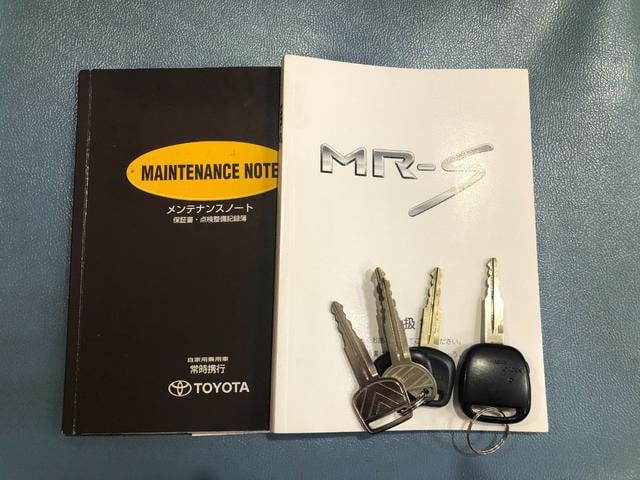 MAINTENANCE NOTE
メンテナンスノート
保証書・点検整備記録簿
自家用乗用車
常時携行
TOYOTA
MR-S
扱